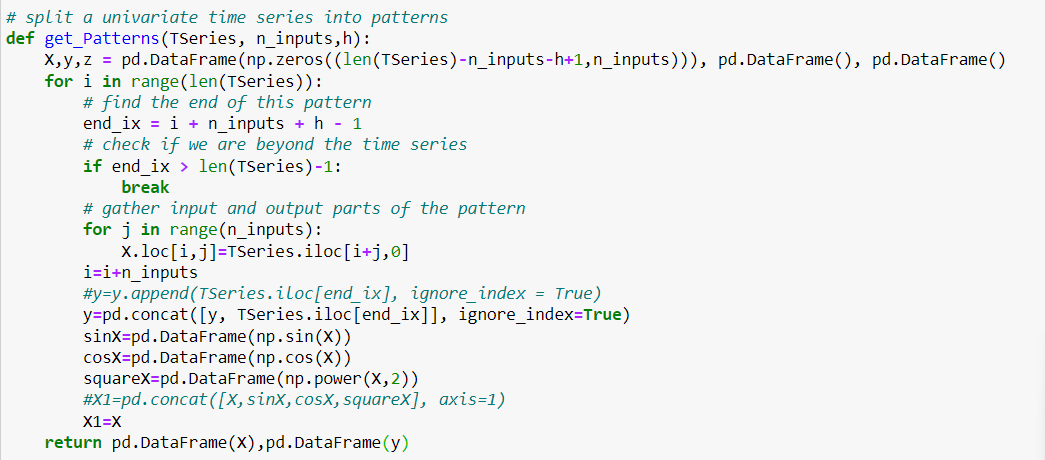 # split a univariate time series into patterns
def get_Patterns(TSeries, n_inputs,h):
    X,y,z = pd.DataFrame(np.zeros((len(TSeries)-n_inputs-h+1,n_inputs))), pd.DataFrame(), pd.DataFrame()
    for i in range(len(TSeries)):
        # find the end of this pattern
        end_ix = i + n_inputs + h - 1
        # check if we are beyond the time series
        if end_ix > len(TSeries)-1:
            break
        # gather input and output parts of the pattern
        for j in range(n_inputs):
            X.loc[i,j]=TSeries.iloc[i+j,0]
        i=i+n_inputs
        #y=y.append(TSeries.iloc[end_ix], ignore_index = True)
        y=pd.concat([y, TSeries.iloc[end_ix]], ignore_index=True)
        sinX=pd.DataFrame(np.sin(X))
        cosX=pd.DataFrame(np.cos(X))
        squareX=pd.DataFrame(np.power(X,2))
        #X1=pd.concat([X,sinX,cosX,squareX], axis=1)
        X1=X
    return pd.DataFrame(X),pd.DataFrame(y)